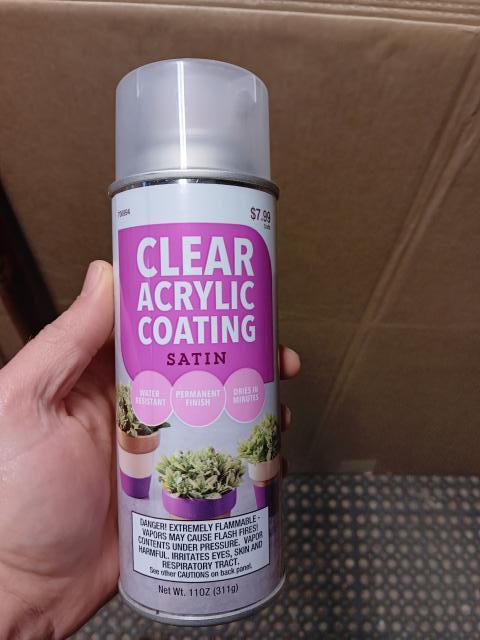 $7.99
CLEAR
ACRYLIC
COATING
SATIN
WATER
RESISTANT
PERMANENT
FINISH
DRIES IN
MINUTES
DANGER! EXTREMELY FLAMMABLE -
VAPORS MAY CAUSE FLASH FIRES!
CONTENTS UNDER PRESSURE. VAPOR
HARMFUL. IRRITATES EYES, SKIN AND
RESPIRATORY TRACT.
See other CAUTIONS on back panel.
Net Wt. 11OZ (311g)